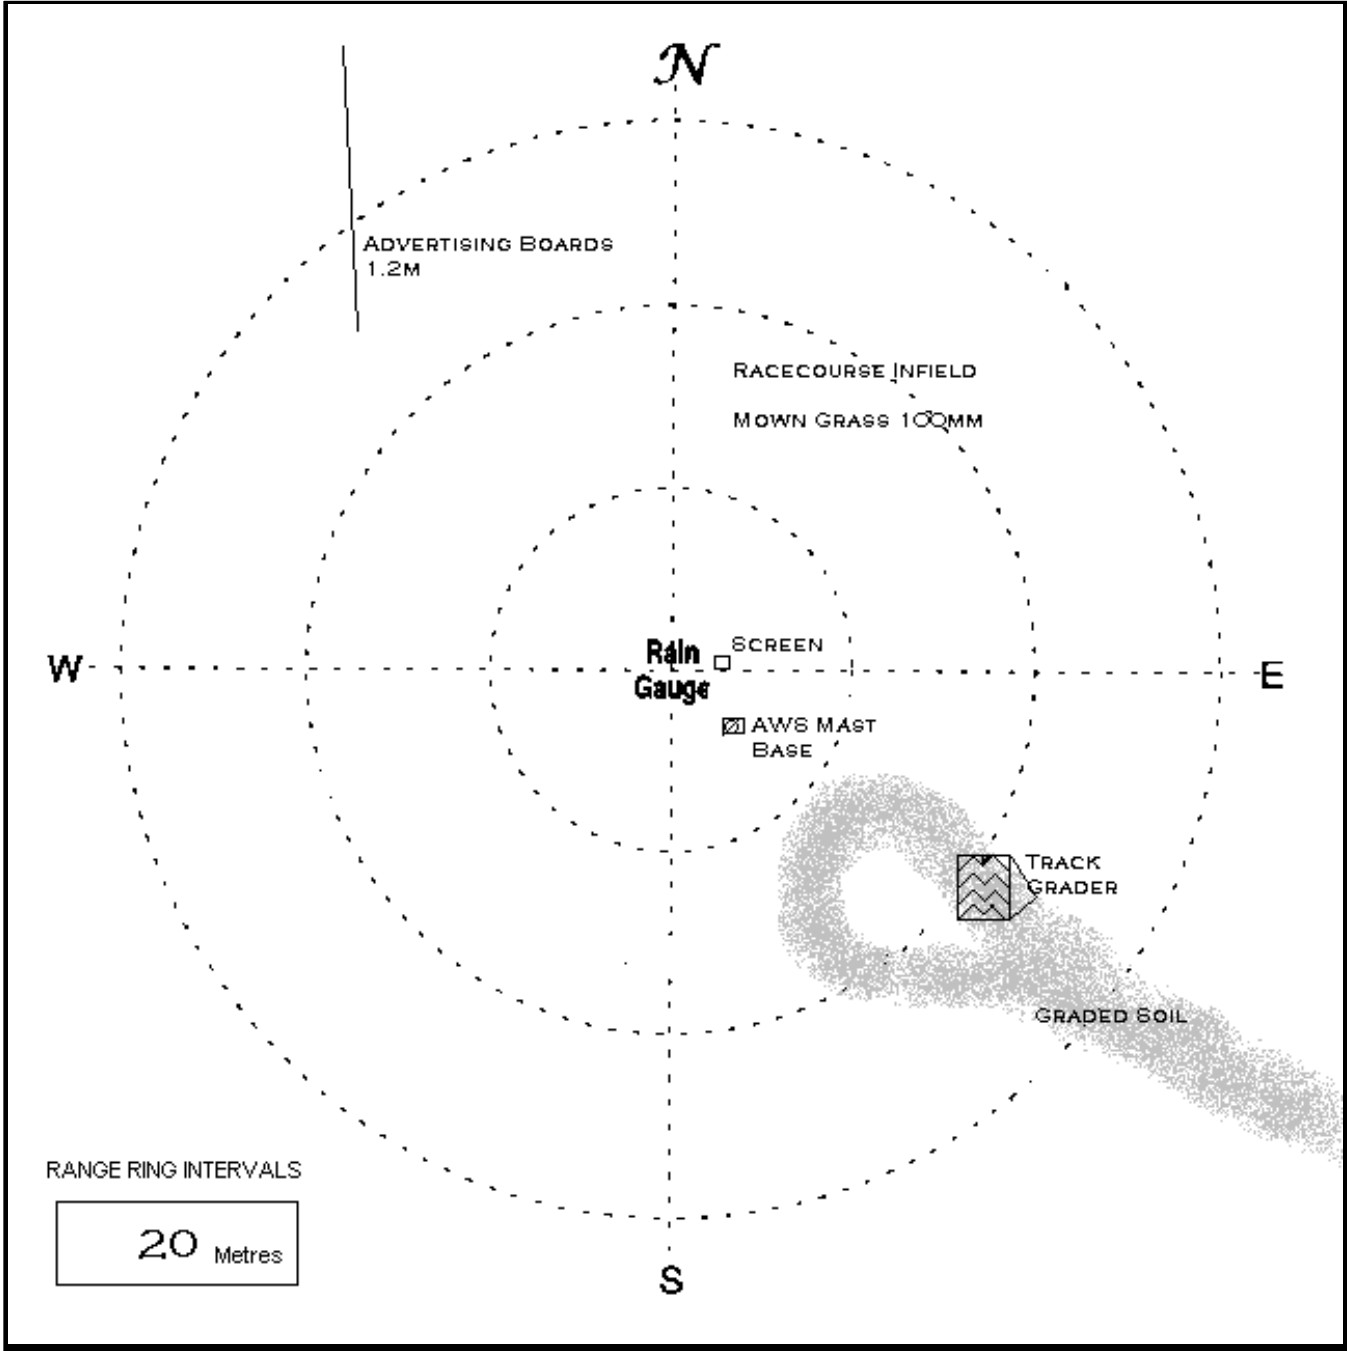 N
ADVERTISING BOARDS
1.2M
RACECOURSE INFIELD
MOWN GRASS 100MM
W
Rain
Gauge
SCREEN
E
AWS MAST
BASE
TRACK
GRADER
GRADED SOIL
RANGE RING INTERVALS
20 Metres
S